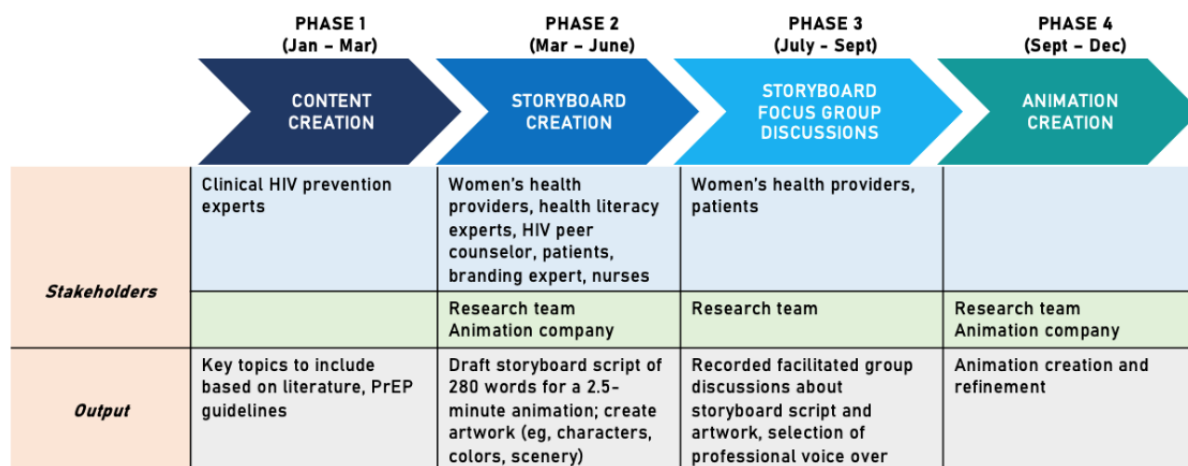 PHASE 1
(Jan – Mar)
PHASE 2
(Mar – June)
PHASE 3
(July - Sept)
PHASE 4
(Sept – Dec)
CONTENT
CREATION
STORYBOARD
CREATION
STORYBOARD
FOCUS GROUP
DISCUSSIONS
ANIMATION
CREATION
Stakeholders
Clinical HIV prevention
experts
Women's health
providers, health literacy
experts, HIV peer
counselor, patients,
branding expert, nurses
Women's health providers,
patients
Research team
Animation company
Research team
Research team
Animation company
Output
Key topics to include
based on literature, PrEP
guidelines
Draft storyboard script of
280 words for a 2.5-
minute animation; create
artwork (eg, characters,
colors, scenery)
Recorded facilitated group
discussions about
storyboard script and
artwork, selection of
professional voice over
Animation creation and
refinement